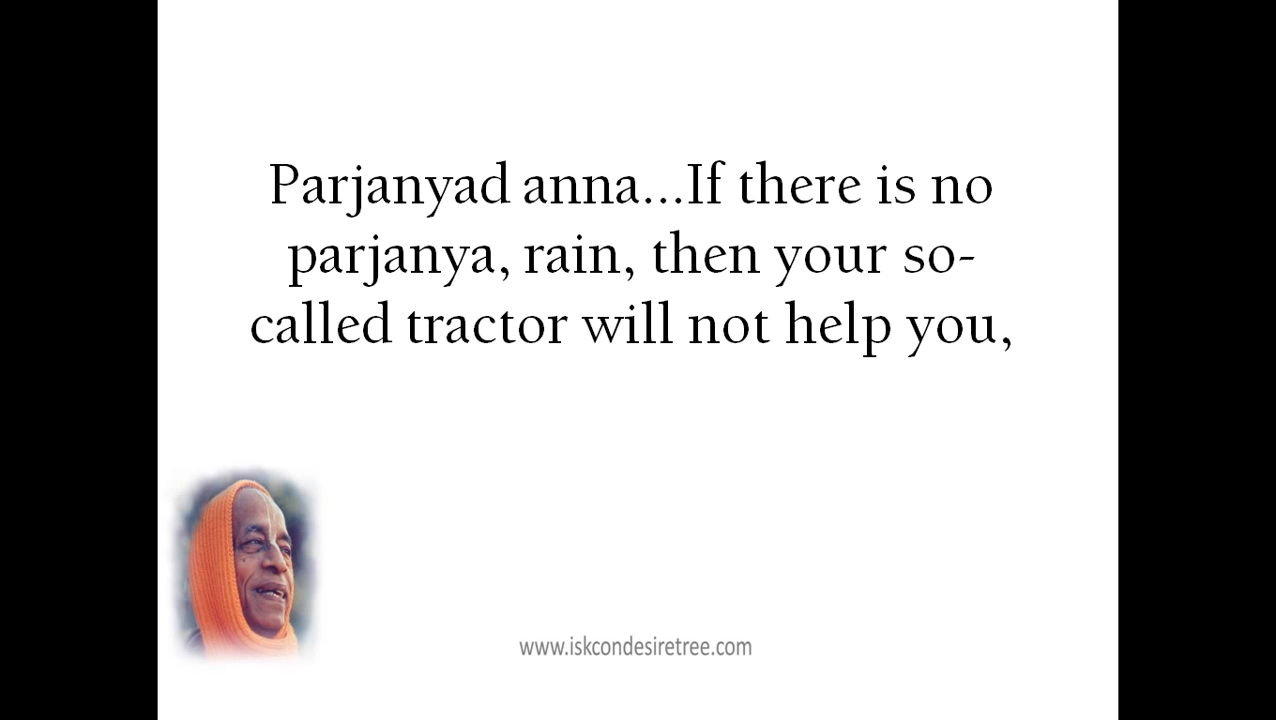 Parjanyad anna...If there is no
parjanya, rain, then your so-
called tractor will not help you,
www.iskcondesiretree.com